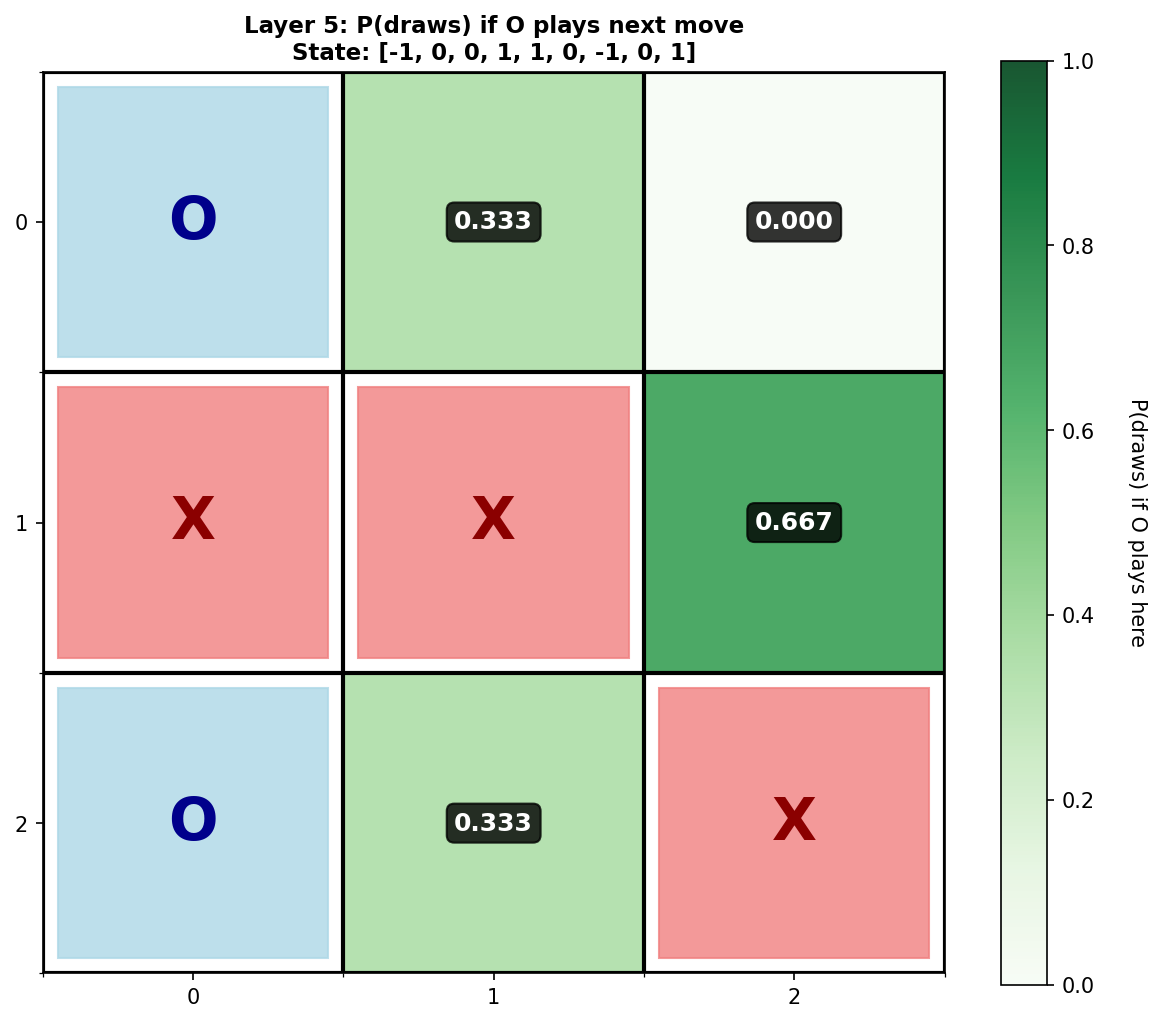 Layer 5: P(draws) if O plays next move
State: [-1, 0, 0, 1, 1, 0, -1, 0, 1]
0
O
0.333
0.000
1
X
X
0.667
2
O
0.333
X
0
1
2
1.0
0.8
0.6
0.4
0.2
0.0
P(draws) if O plays here